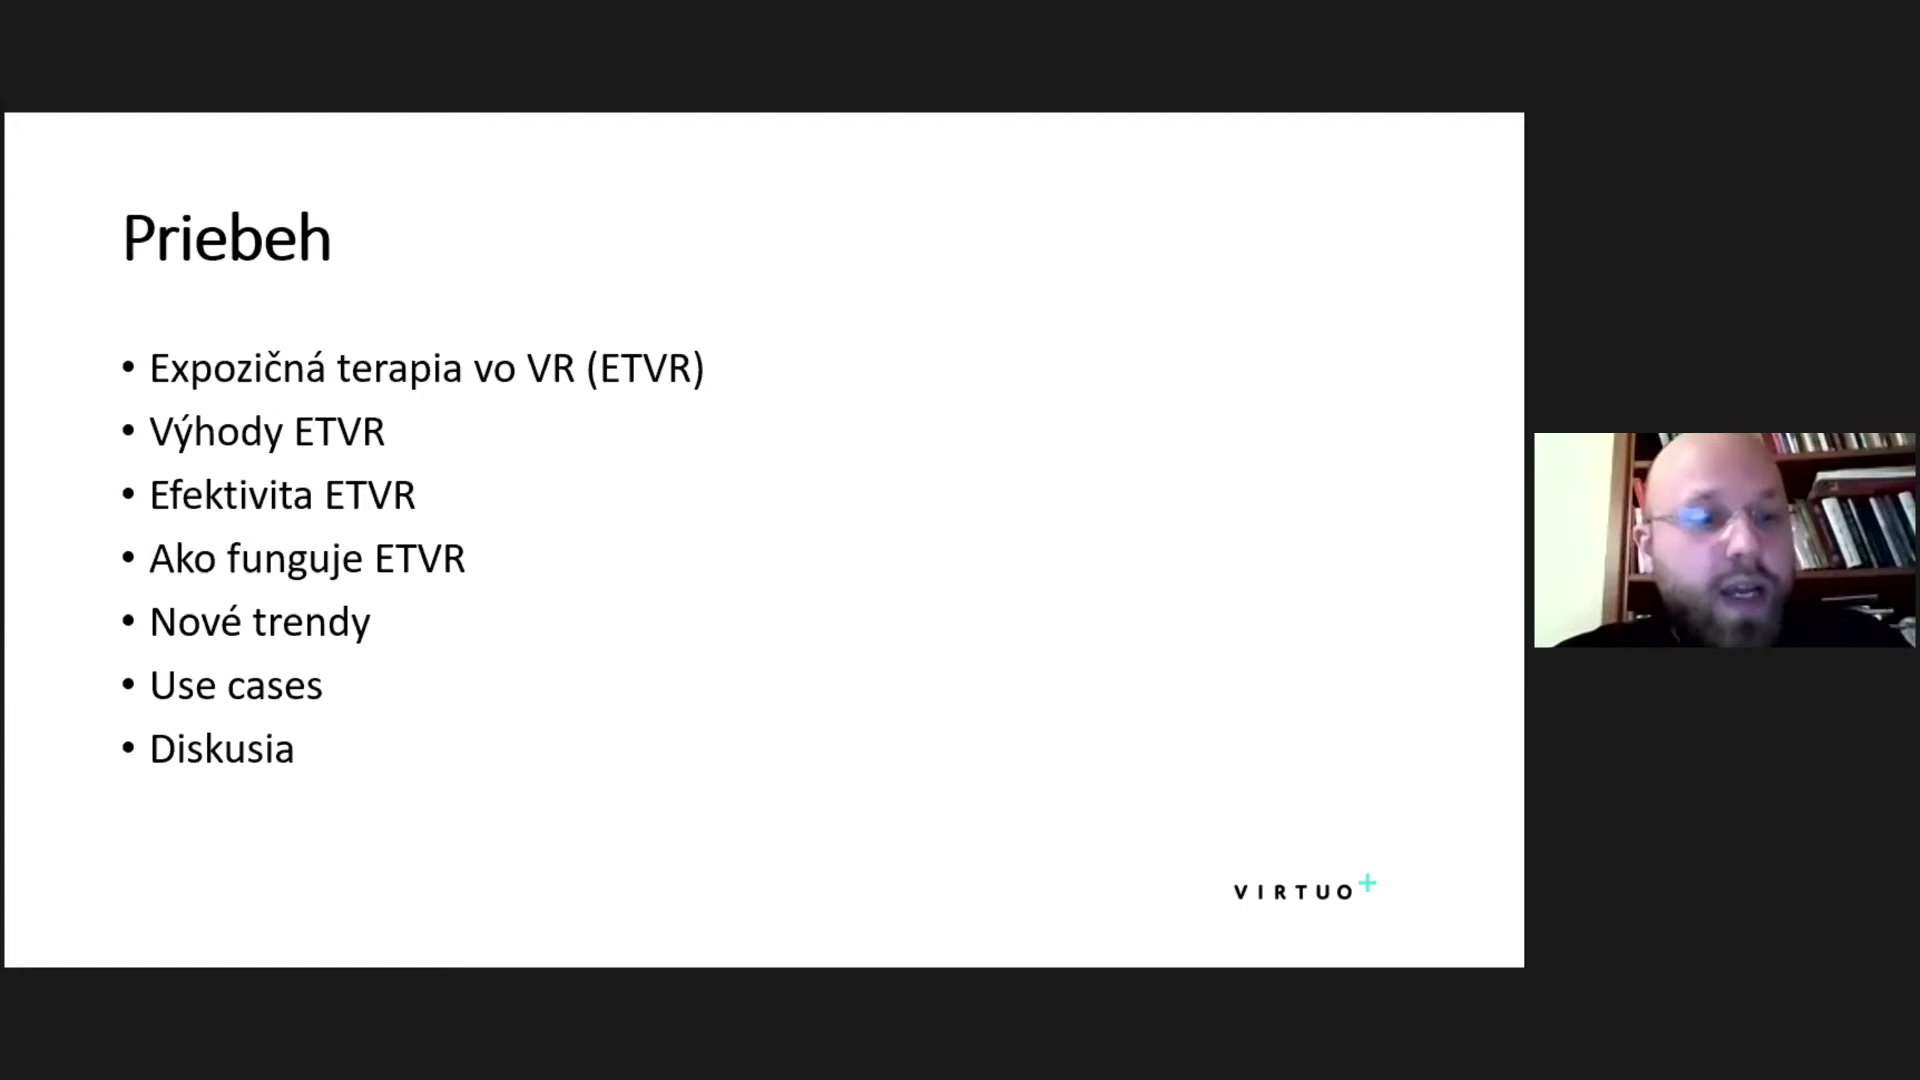 Priebeh
• Expozičná terapia vo VR (ETVR)
• Výhody ETVR
• Efektivita ETVR
• Ako funguje ETVR
• Nové trendy
• Use cases
• Diskusia
VIRTUO+